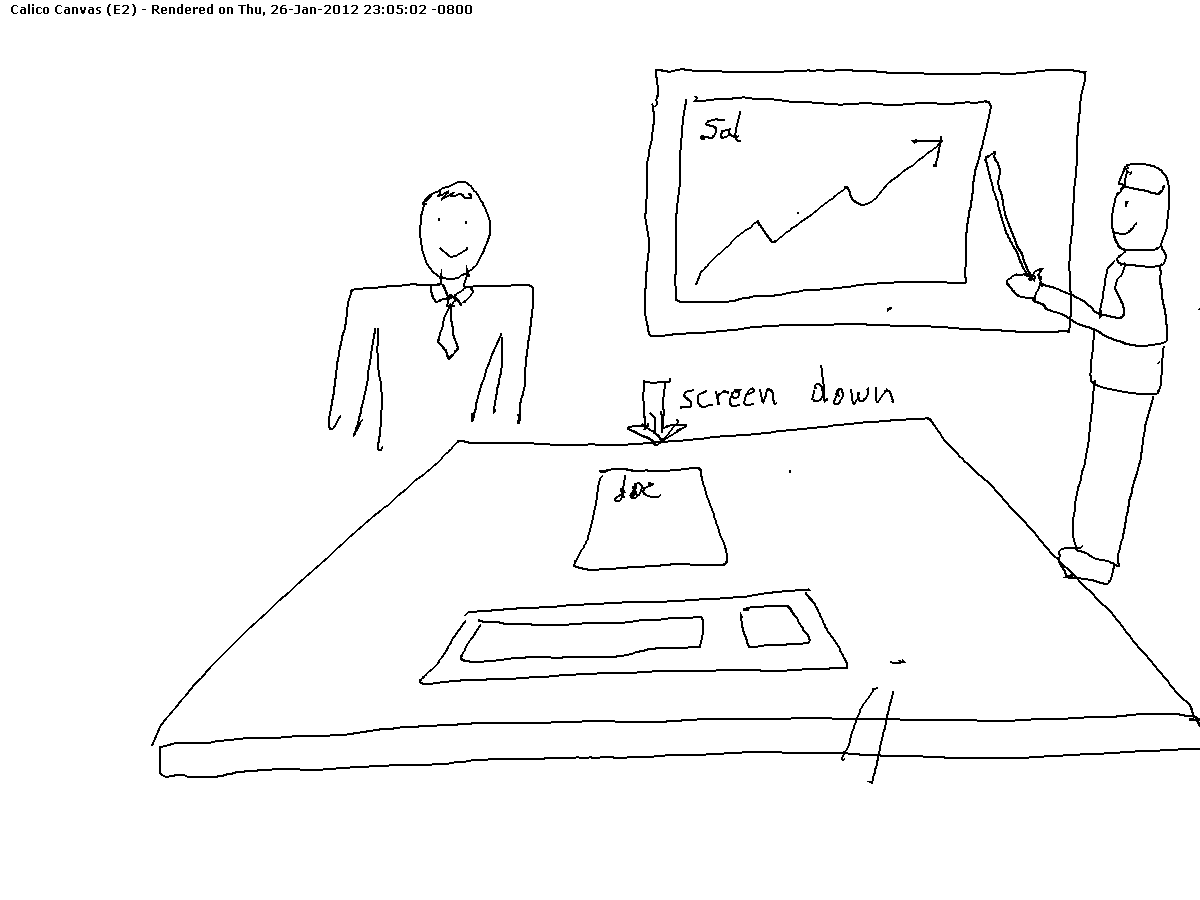 Calico Canvas (E2) - Rendered on Thu, 26-Jan-2012 23:05:02 -0800
Sal
screen down
doc